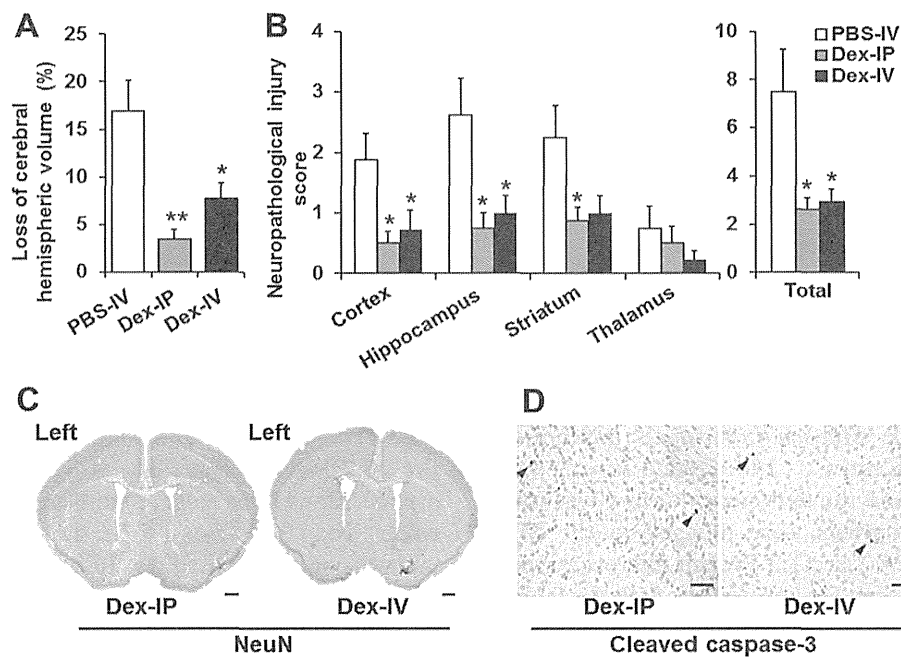 A
Loss of cerebral
hemispheric volume (%)
25
20
15
10
5
0
**
*
PBS-IV
Dex-IP
Dex-IV
B
Neuropathological injury
score
4
3
2
1
0
*
*
*
*
*
Cortex
Hippocampus
Striatum
Thalamus
10
8
6
4
2
0
*
*
Total
PBS-IV
Dex-IP
Dex-IV
C
Left
Left
Dex-IP
Dex-IV
NeuN
D
Dex-IP
Dex-IV
Cleaved caspase-3